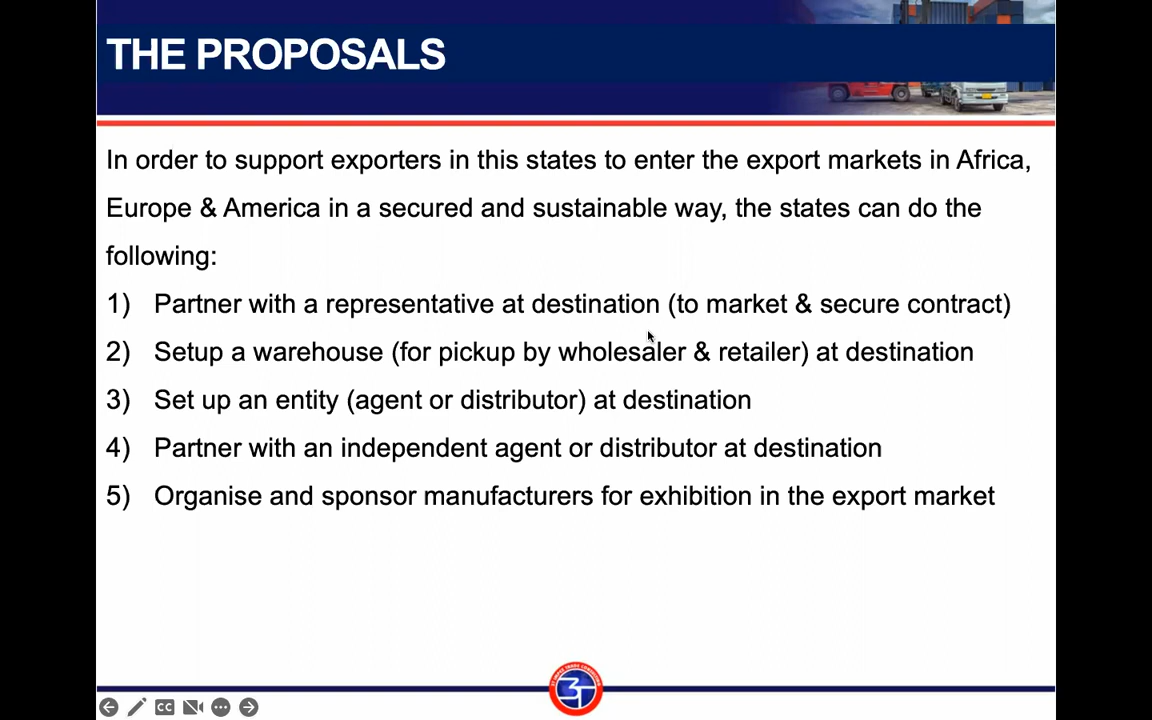 THE PROPOSALS
In order to support exporters in this states to enter the export markets in Africa,
Europe & America in a secured and sustainable way, the states can do the
following:
1) Partner with a representative at destination (to market & secure contract)
2) Setup a warehouse (for pickup by wholesaler & retailer) at destination
3) Set up an entity (agent or distributor) at destination
4) Partner with an independent agent or distributor at destination
5) Organise and sponsor manufacturers for exhibition in the export market
3T
CC